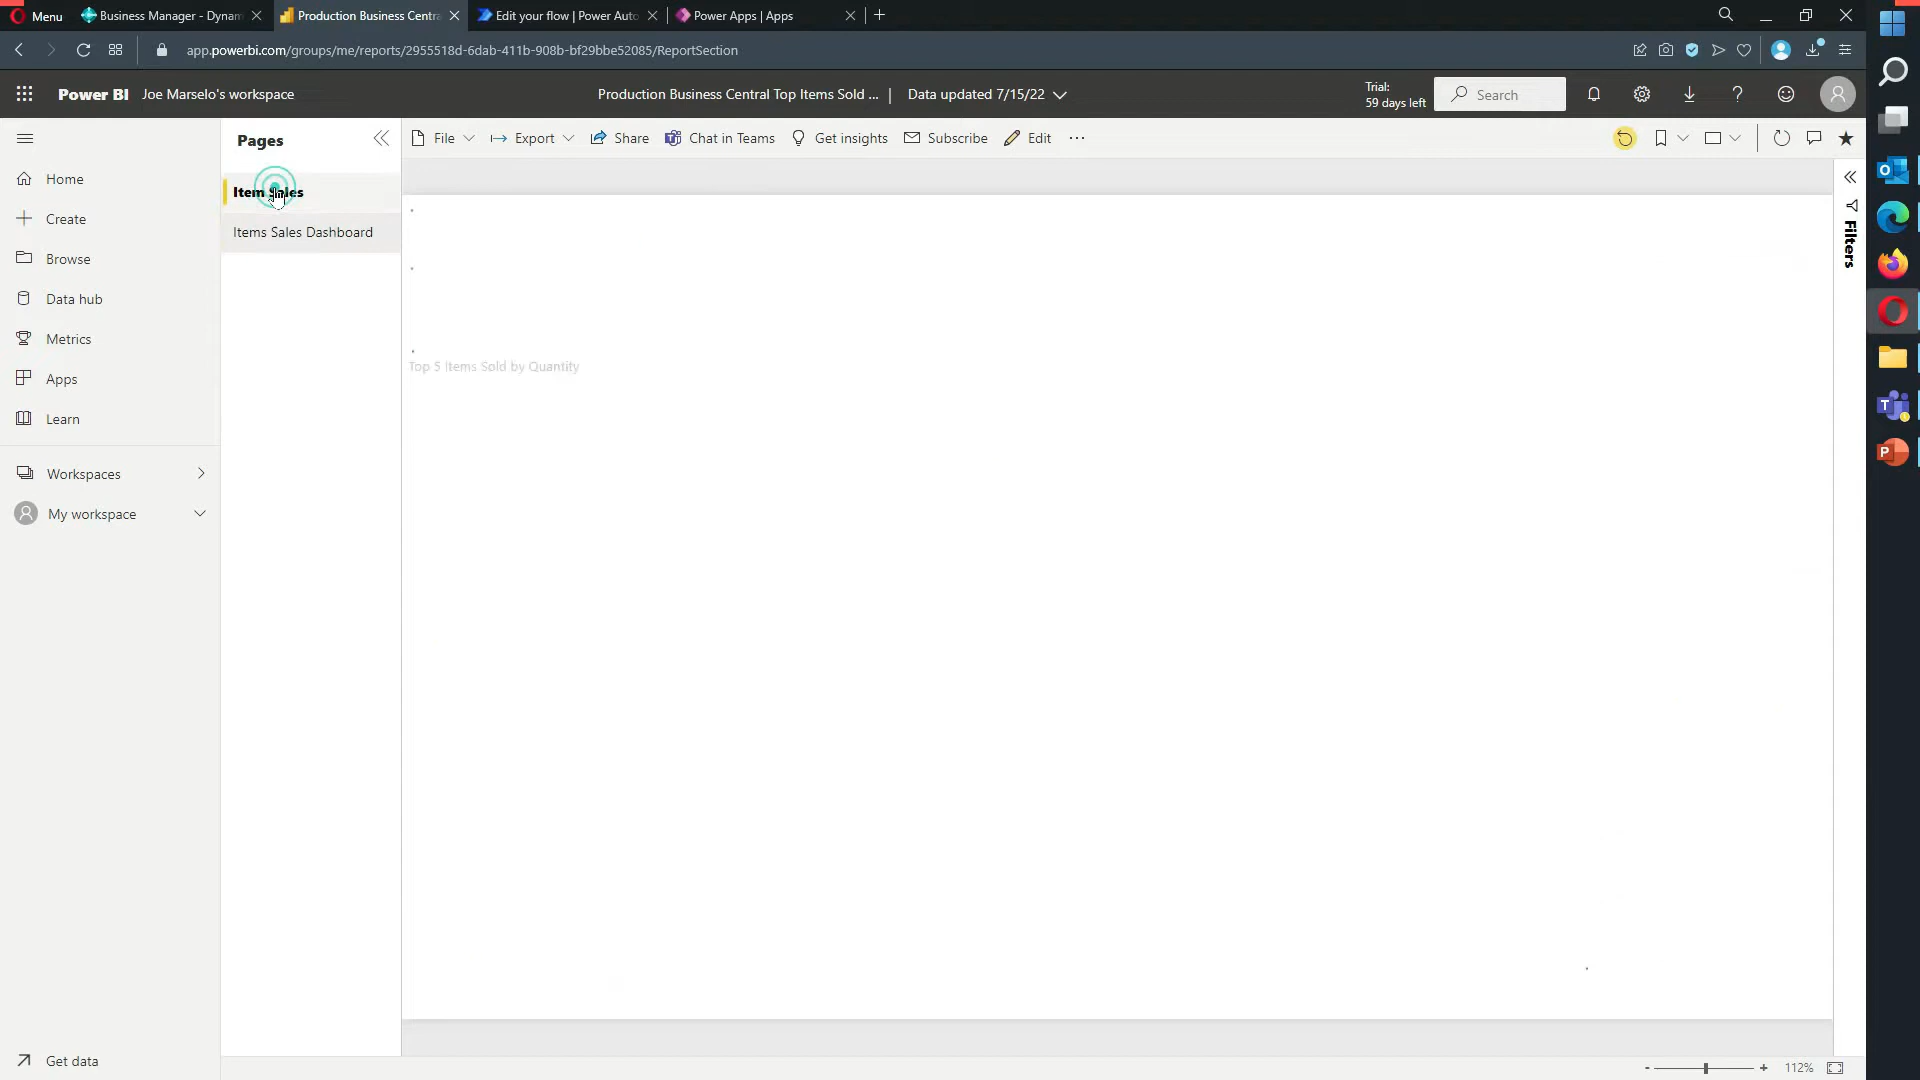 Menu
Business Manager - Dynam
Production Business Centra
Edit your flow | Power Auto
Power Apps | Apps
app.powerbi.com/groups/me/reports/2955518d-6dab-411b-908b-bf29bbe52085/ReportSection
Power BI Joe Marselo's workspace
Production Business Central Top Items Sold ... | Data updated 7/15/22
Trial:
59 days left
Search
Pages
File
Export
Share
Chat in Teams
Get insights
Subscribe
Edit
Home
Create
Browse
Data hub
Metrics
Apps
Learn
Workspaces
My workspace
Get data
Item Sales
Items Sales Dashboard
Top 5 Items Sold by Quantity
Filters
112%